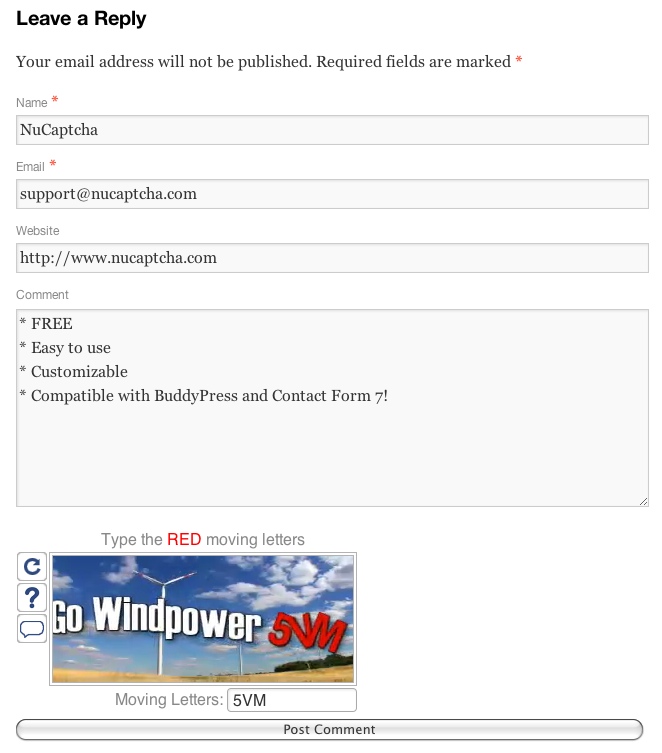 Leave a Reply
Your email address will not be published. Required fields are marked *
Name *
NuCaptcha
Email *
support@nucaptcha.com
Website
http://www.nucaptcha.com
Comment
* FREE
* Easy to use
* Customizable
* Compatible with BuddyPress and Contact Form 7!
Type the RED moving letters
?
Go Windpower 5VM
Moving Letters: 5VM
Post Comment